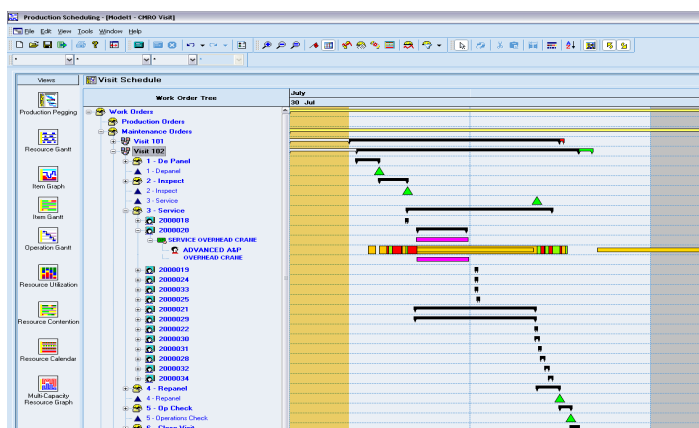 Production Scheduling - [Model1 - CMRO Visit]
File Edit View Tools Window Help
Views
Visit Schedule
Work Order Tree
July
30 Jul
Production Pegging
Resource Gantt
Item Graph
Item Gantt
Operation Gantt
Resource Utilization
Resource Contention
Resource Calendar
Multi-Capacity
Resource Graph
Work Orders
Production Orders
Maintenance Orders
Visit 101
Visit 102
1 - De Panel
1 - Depanel
2 - Inspect
2 - Inspect
3 - Service
3 - Service
2000018
2000020
SERVICE OVERHEAD CRANE
ADVANCED A&P
OVERHEAD CRANE
2000019
2000024
2000033
2000025
2000021
2000029
2000022
2000030
2000031
2000028
2000032
2000034
4 - Repanel
4 - Repanel
5 - Op Check
5 - Operations Check
6 - Close Visit